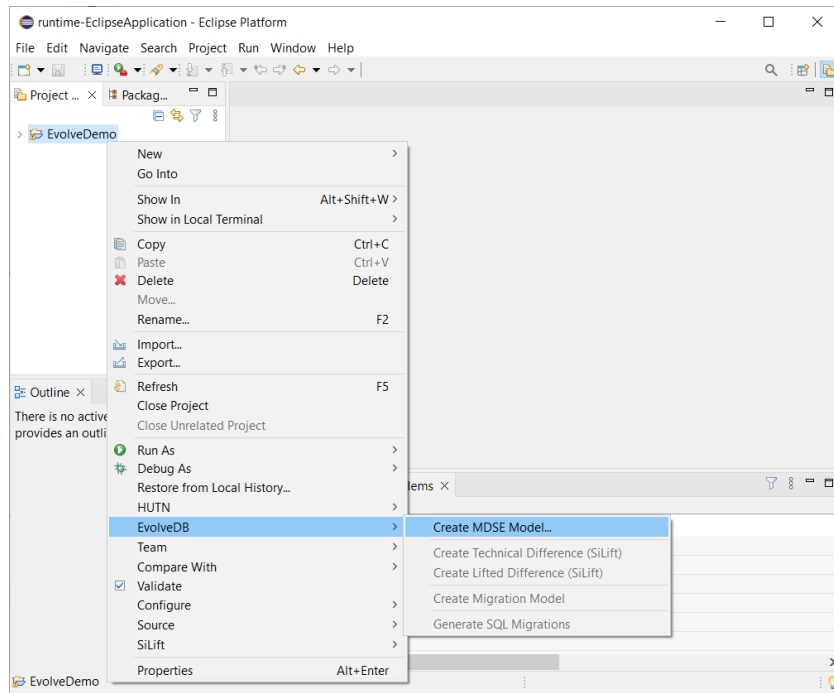 runtime-EclipseApplication - Eclipse Platform
File Edit Navigate Search Project Run Window Help
Project ... Packag...
EvolveDemo
New
Go Into
Show In Alt+Shift+W
Show in Local Terminal
Copy Ctrl+C
Paste Ctrl+V
Delete Delete
Move...
Rename... F2
Import...
Export...
Refresh F5
Close Project
Close Unrelated Project
Run As
Debug As
Restore from Local History...
HUTN
EvolveDB
Team
Compare With
Validate
Configure
Source
SiLift
Properties Alt+Enter
Outline
There is no active
provides an outli
lems
Create MDSE Model...
Create Technical Difference (SiLift)
Create Lifted Difference (SiLift)
Create Migration Model
Generate SQL Migrations
EvolveDemo